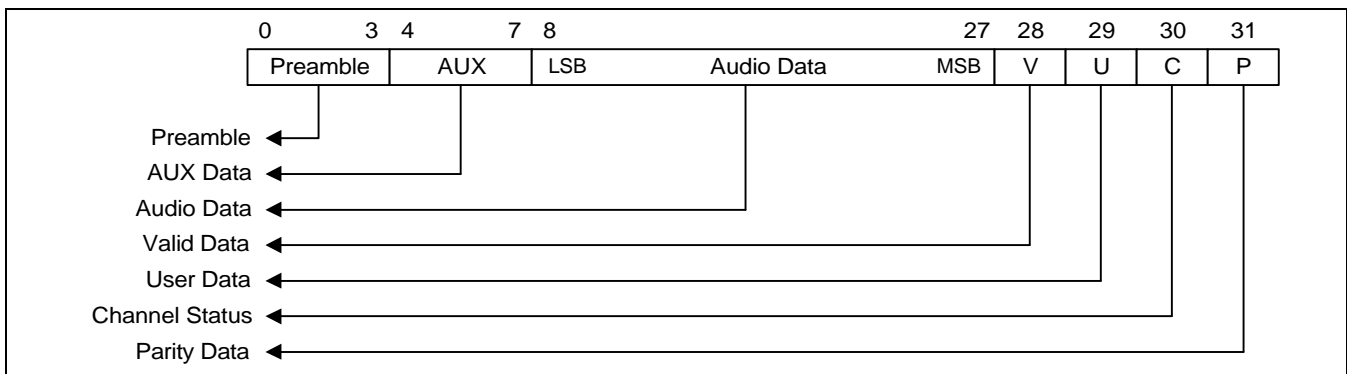 0 3 4 7 8 27 28 29 30 31
Preamble AUX LSB Audio Data MSB V U C P
Preamble
AUX Data
Audio Data
Valid Data
User Data
Channel Status
Parity Data